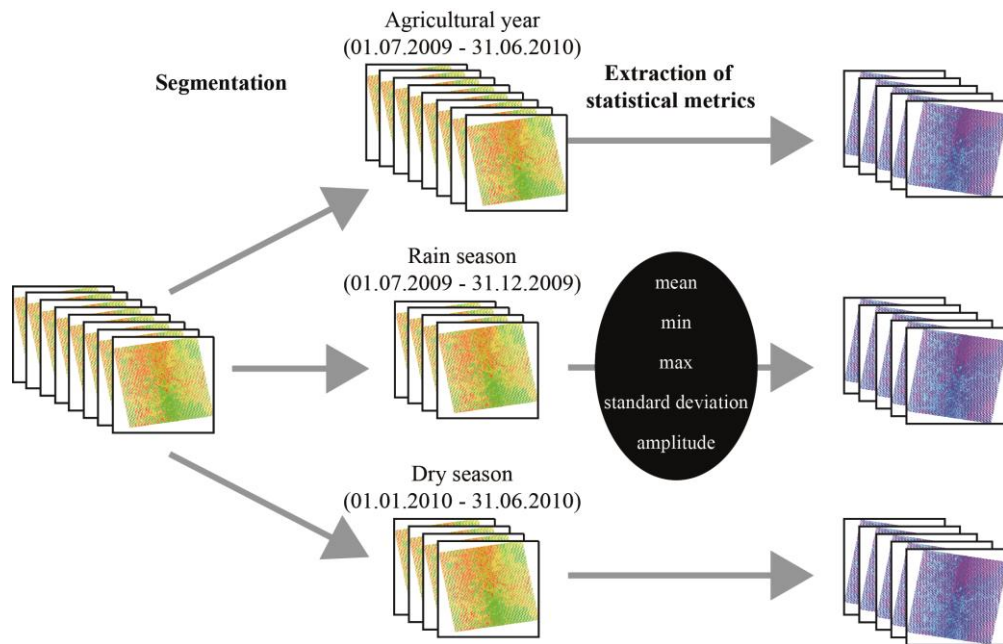 Agricultural year
(01.07.2009 - 31.06.2010)
Segmentation
Extraction of
statistical metrics
Rain season
(01.07.2009 - 31.12.2009)
mean
min
max
standard deviation
amplitude
Dry season
(01.01.2010 - 31.06.2010)